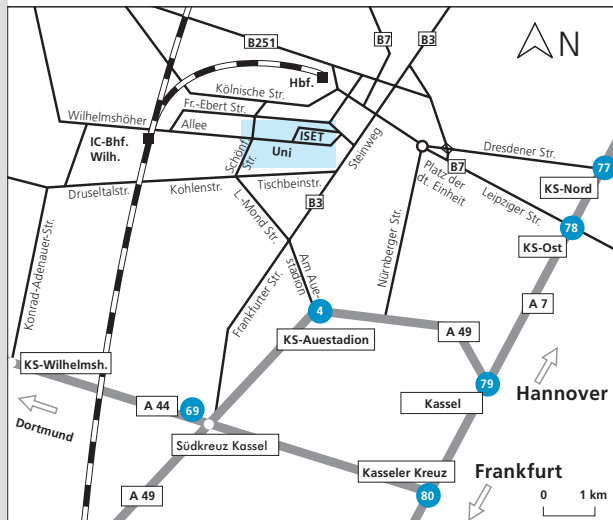 B251
B7
B3
N
Hbf.
Kölnische Str.
Fr.-Ebert Str.
Wilhelmshöher
Allee
ISET
Uni
IC-Bhf.
Wilh.
Schönf.
Str.
Steinweg
Dresdener Str.
77
B7
Platz der
dt. Einheit
KS-Nord
Druseltalstr.
Kohlenstr.
Tischbeinstr.
B3
Leipziger Str.
78
KS-Ost
L.-Mond Str.
Konrad-Adenauer-Str.
Nürnberger Str.
Am Aue-
stadion
Frankfurter Str.
A 7
4
A 49
KS-Auestadion
KS-Wilhelmsh.
79
Hannover
Kassel
A 44
69
Dortmund
Südkreuz Kassel
Kasseler Kreuz
Frankfurt
A 49
80
0 1 km